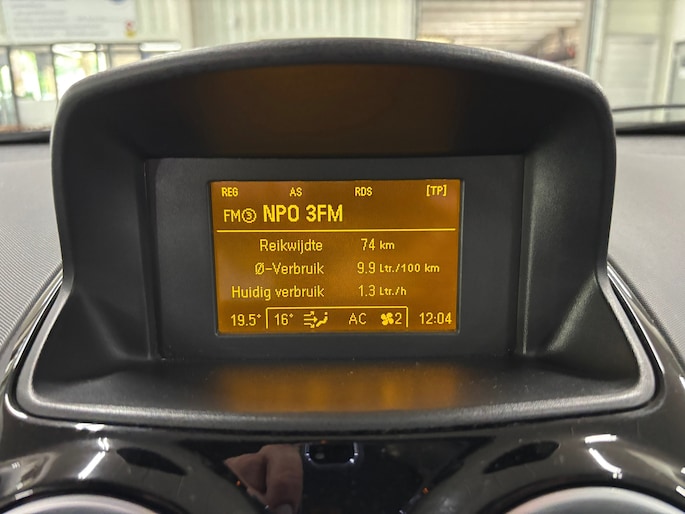 REG AS RDS [TP]
FM③ NPO 3FM
Reikwijdte 74 km
Ø-Verbruik 9.9 Ltr./100 km
Huidig verbruik 1.3 Ltr./h
19.5° 16° AC 2 12:04